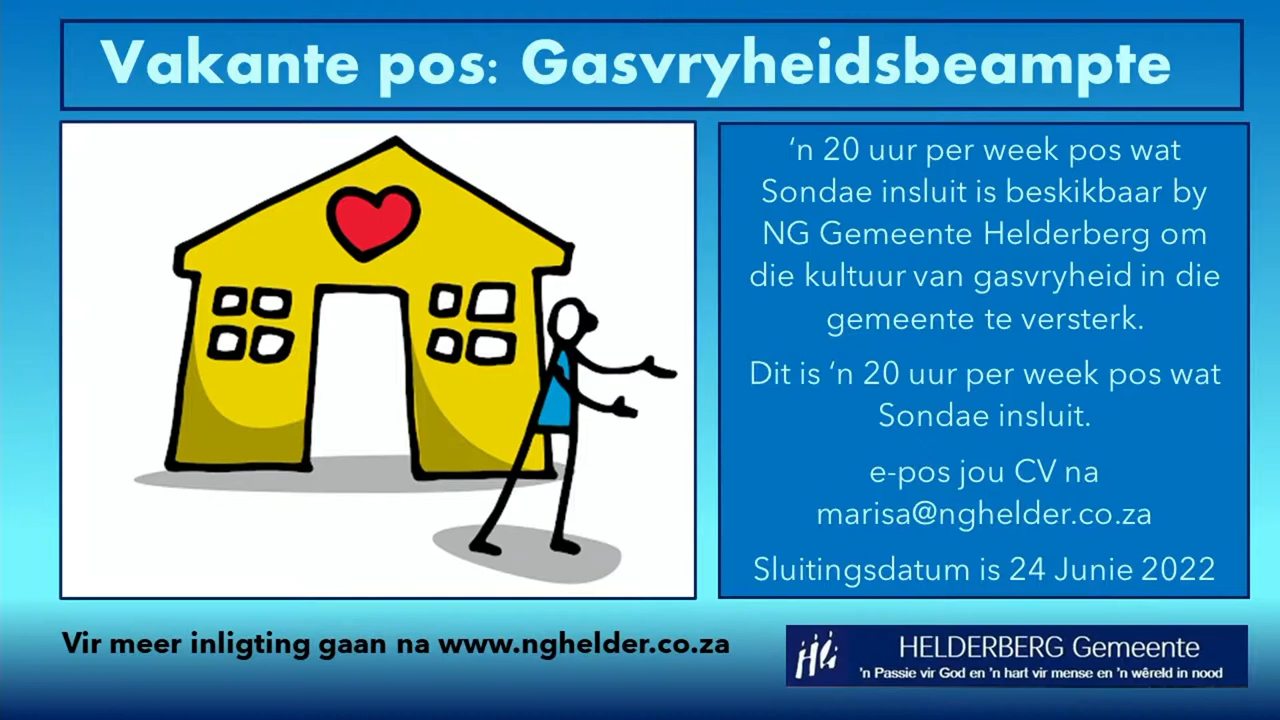 Vakante pos: Gasvryheidsbeampte
‘n 20 uur per week pos wat
Sondae insluit is beskikbaar by
NG Gemeente Helderberg om
die kultuur van gasvryheid in die
gemeente te versterk.
Dit is ‘n 20 uur per week pos wat
Sondae insluit.
e-pos jou CV na
marisa@nghelder.co.za
Sluitingsdatum is 24 Junie 2022
Vir meer inligting gaan na www.nghelder.co.za
HELDERBERG Gemeente
'n Passie vir God en 'n hart vir mense en 'n wêreld in nood